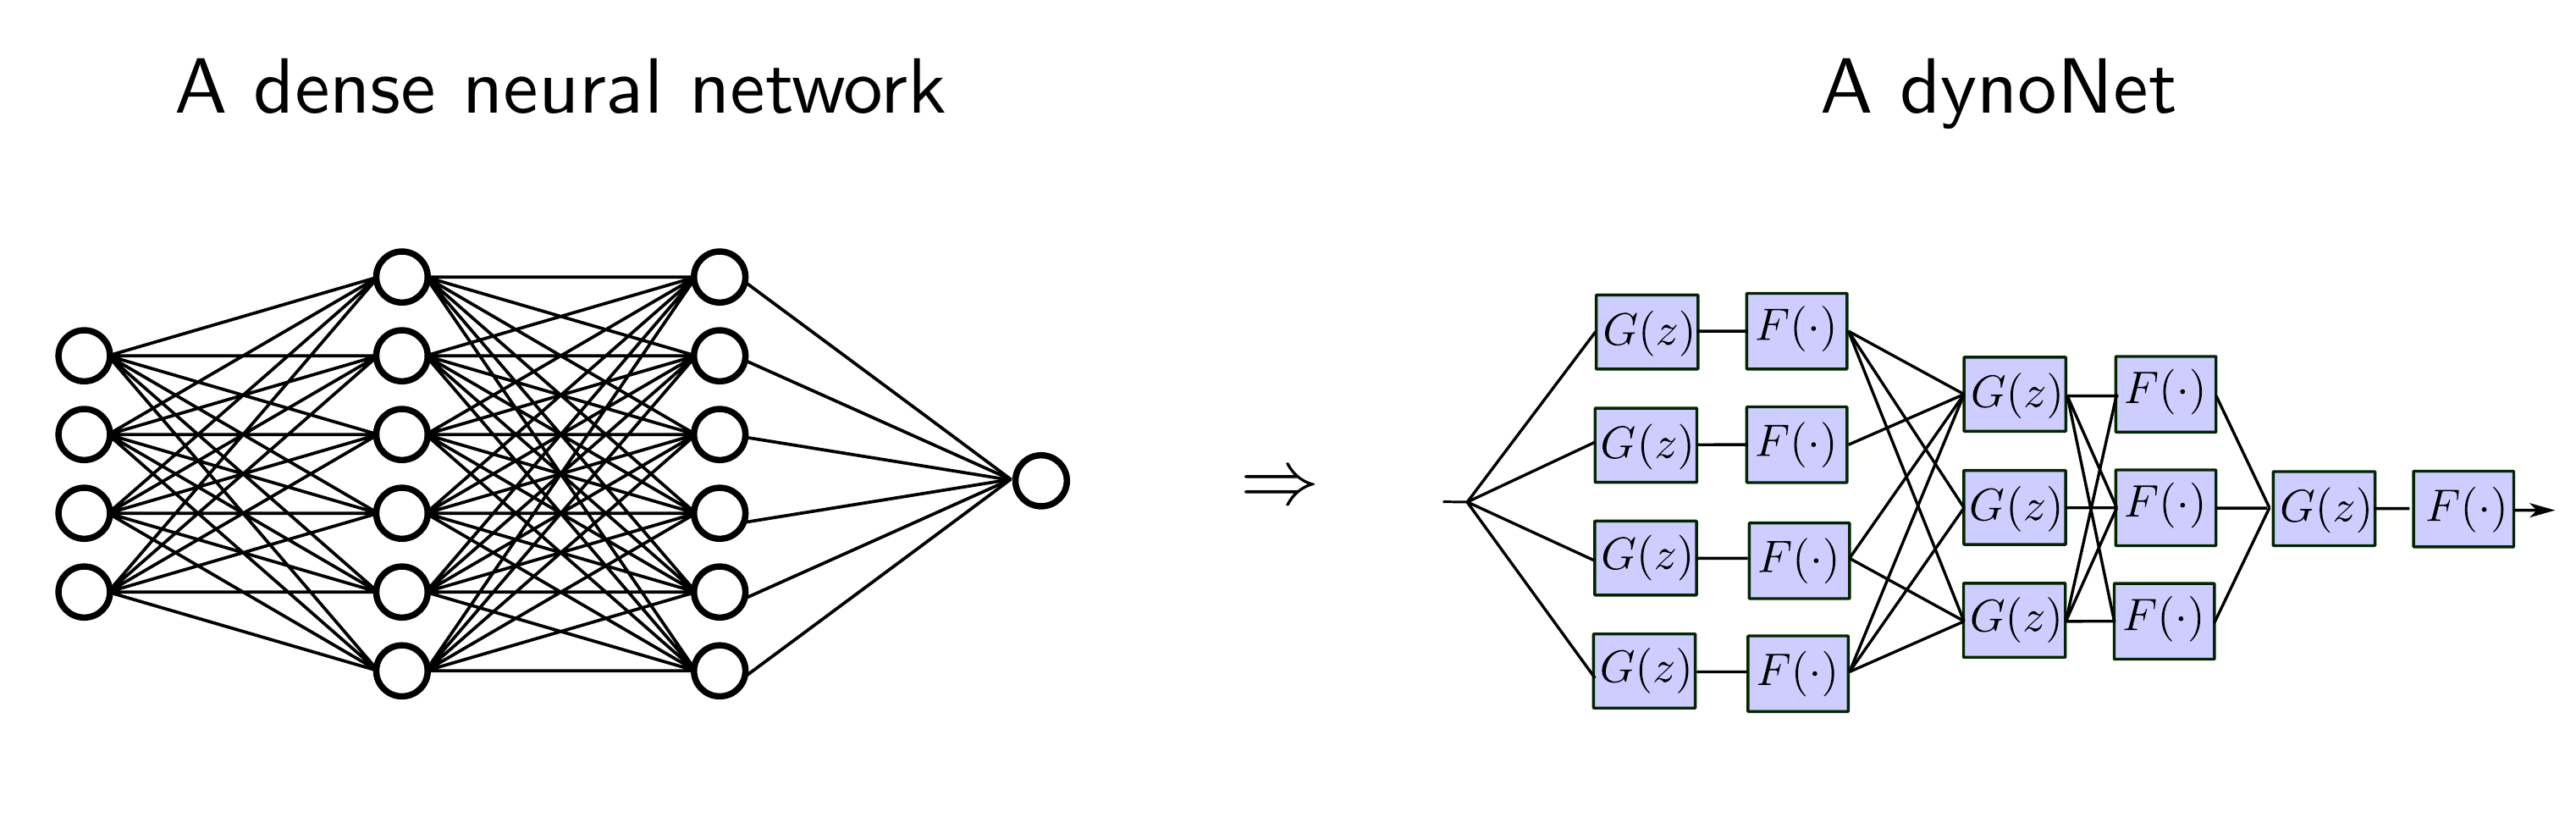 A dense neural network
A dynoNet
⇒
G(z) F(·)
G(z) F(·)
G(z) F(·)
G(z) F(·)
G(z) F(·)
G(z) F(·)
G(z) F(·)
G(z) F(·)